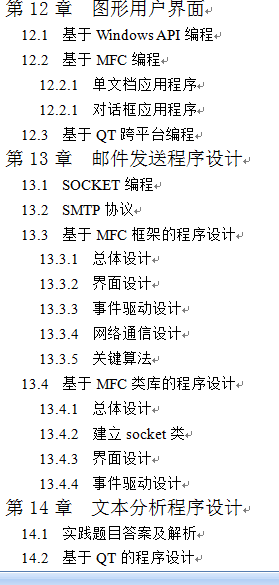 第 12 章 图形用户界面
12.1 基于 Windows API 编程
12.2 基于 MFC 编程
12.2.1 单文档应用程序
12.2.1 对话框应用程序
12.3 基于 QT 跨平台编程
第 13 章 邮件发送程序设计
13.1 SOCKET 编程
13.2 SMTP 协议
13.3 基于 MFC 框架的程序设计
13.3.1 总体设计
13.3.2 界面设计
13.3.3 事件驱动设计
13.3.4 网络通信设计
13.3.5 关键算法
13.4 基于 MFC 类库的程序设计
13.4.1 总体设计
13.4.2 建立 socket 类
13.4.3 界面设计
13.4.4 事件驱动设计
第 14 章 文本分析程序设计
14.1 实践题目答案及解析
14.2 基于 QT 的程序设计